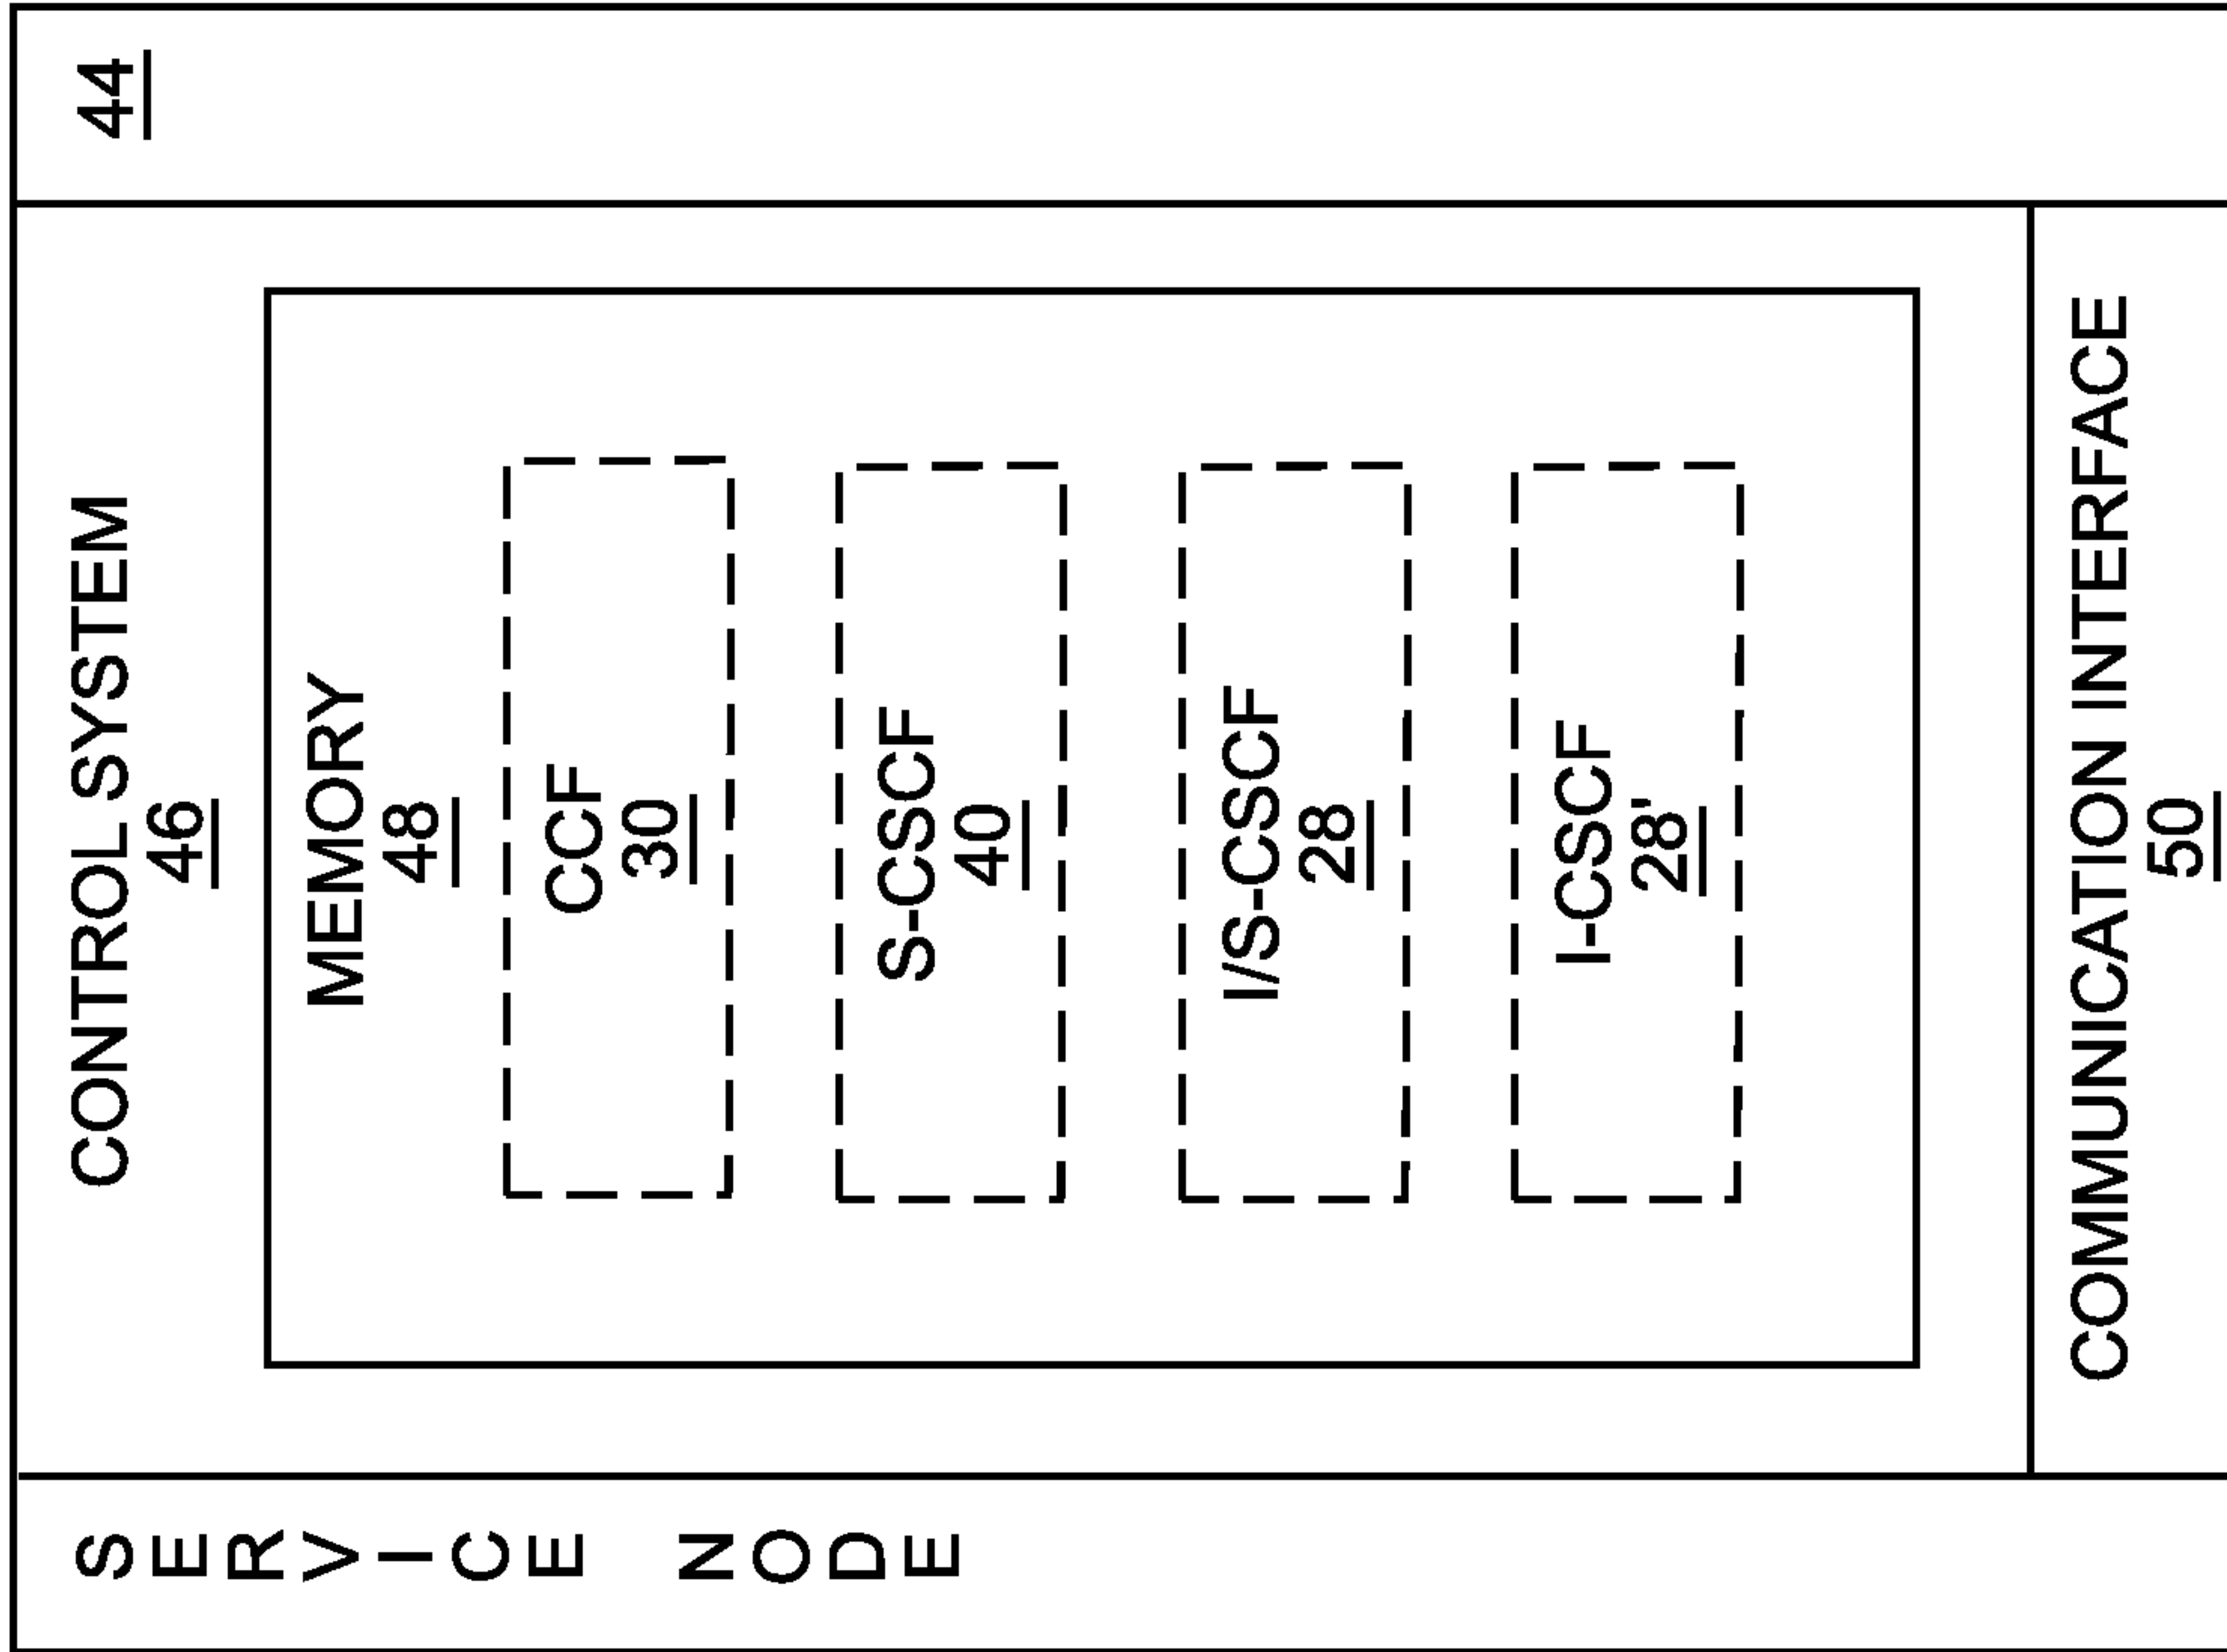 SERVICE NODE
44
CONTROL SYSTEM
46
MEMORY
48
CCF
30
S-CSCF
40
I/S-CSCF
28
I-CSCF
28'
COMMUNICATION INTERFACE
50